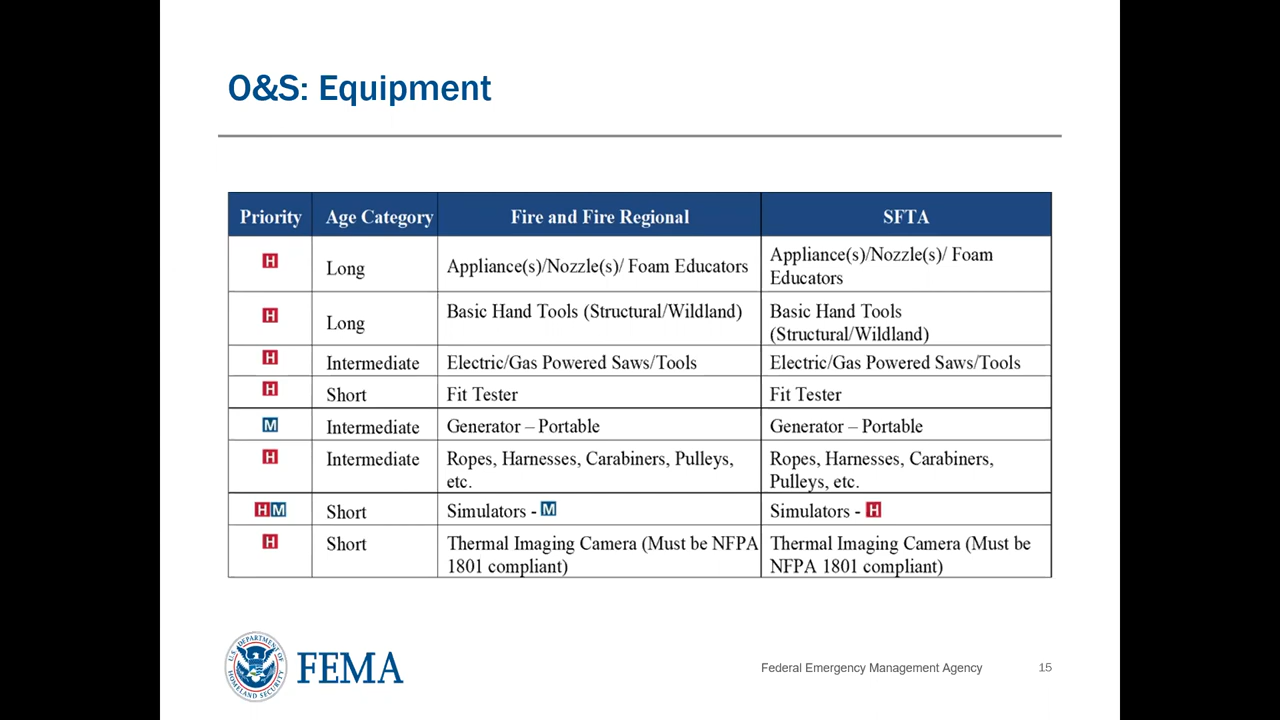 O&S: Equipment
Priority Age Category Fire and Fire Regional SFTA
H Long Appliance(s)/Nozzle(s)/ Foam Educators Appliance(s)/Nozzle(s)/ Foam
Educators
H Long Basic Hand Tools (Structural/Wildland) Basic Hand Tools
(Structural/Wildland)
H Intermediate Electric/Gas Powered Saws/Tools Electric/Gas Powered Saws/Tools
H Short Fit Tester Fit Tester
M Intermediate Generator – Portable Generator – Portable
H Intermediate Ropes, Harnesses, Carabiners, Pulleys, Ropes, Harnesses, Carabiners,
etc. Pulleys, etc.
H M Short Simulators - M Simulators - H
H Short Thermal Imaging Camera (Must be NFPA Thermal Imaging Camera (Must be
1801 compliant) NFPA 1801 compliant)
U.S. DEPARTMENT OF HOMELAND SECURITY
FEMA
Federal Emergency Management Agency 15